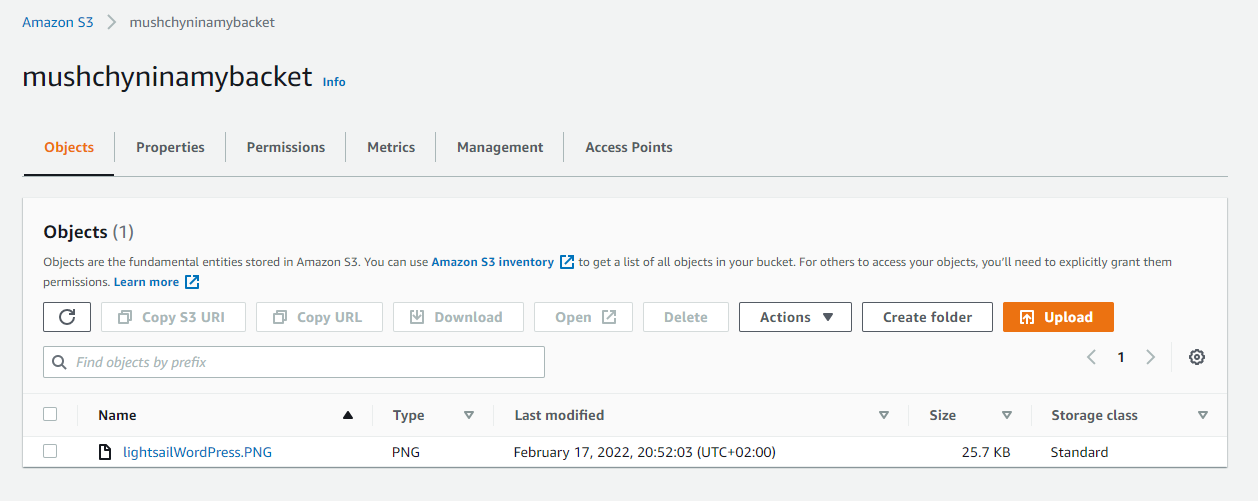 Amazon S3 > mushchyninamybacket
mushchyninamybacket Info
Objects Properties Permissions Metrics Management Access Points
Objects (1)
Objects are the fundamental entities stored in Amazon S3. You can use Amazon S3 inventory to get a list of all objects in your bucket. For others to access your objects, you'll need to explicitly grant them
permissions. Learn more
Copy S3 URI Copy URL Download Open Delete Actions Create folder Upload
Find objects by prefix
1
Name Type Last modified Size Storage class
lightsailWordPress.PNG PNG February 17, 2022, 20:52:03 (UTC+02:00) 25.7 KB Standard